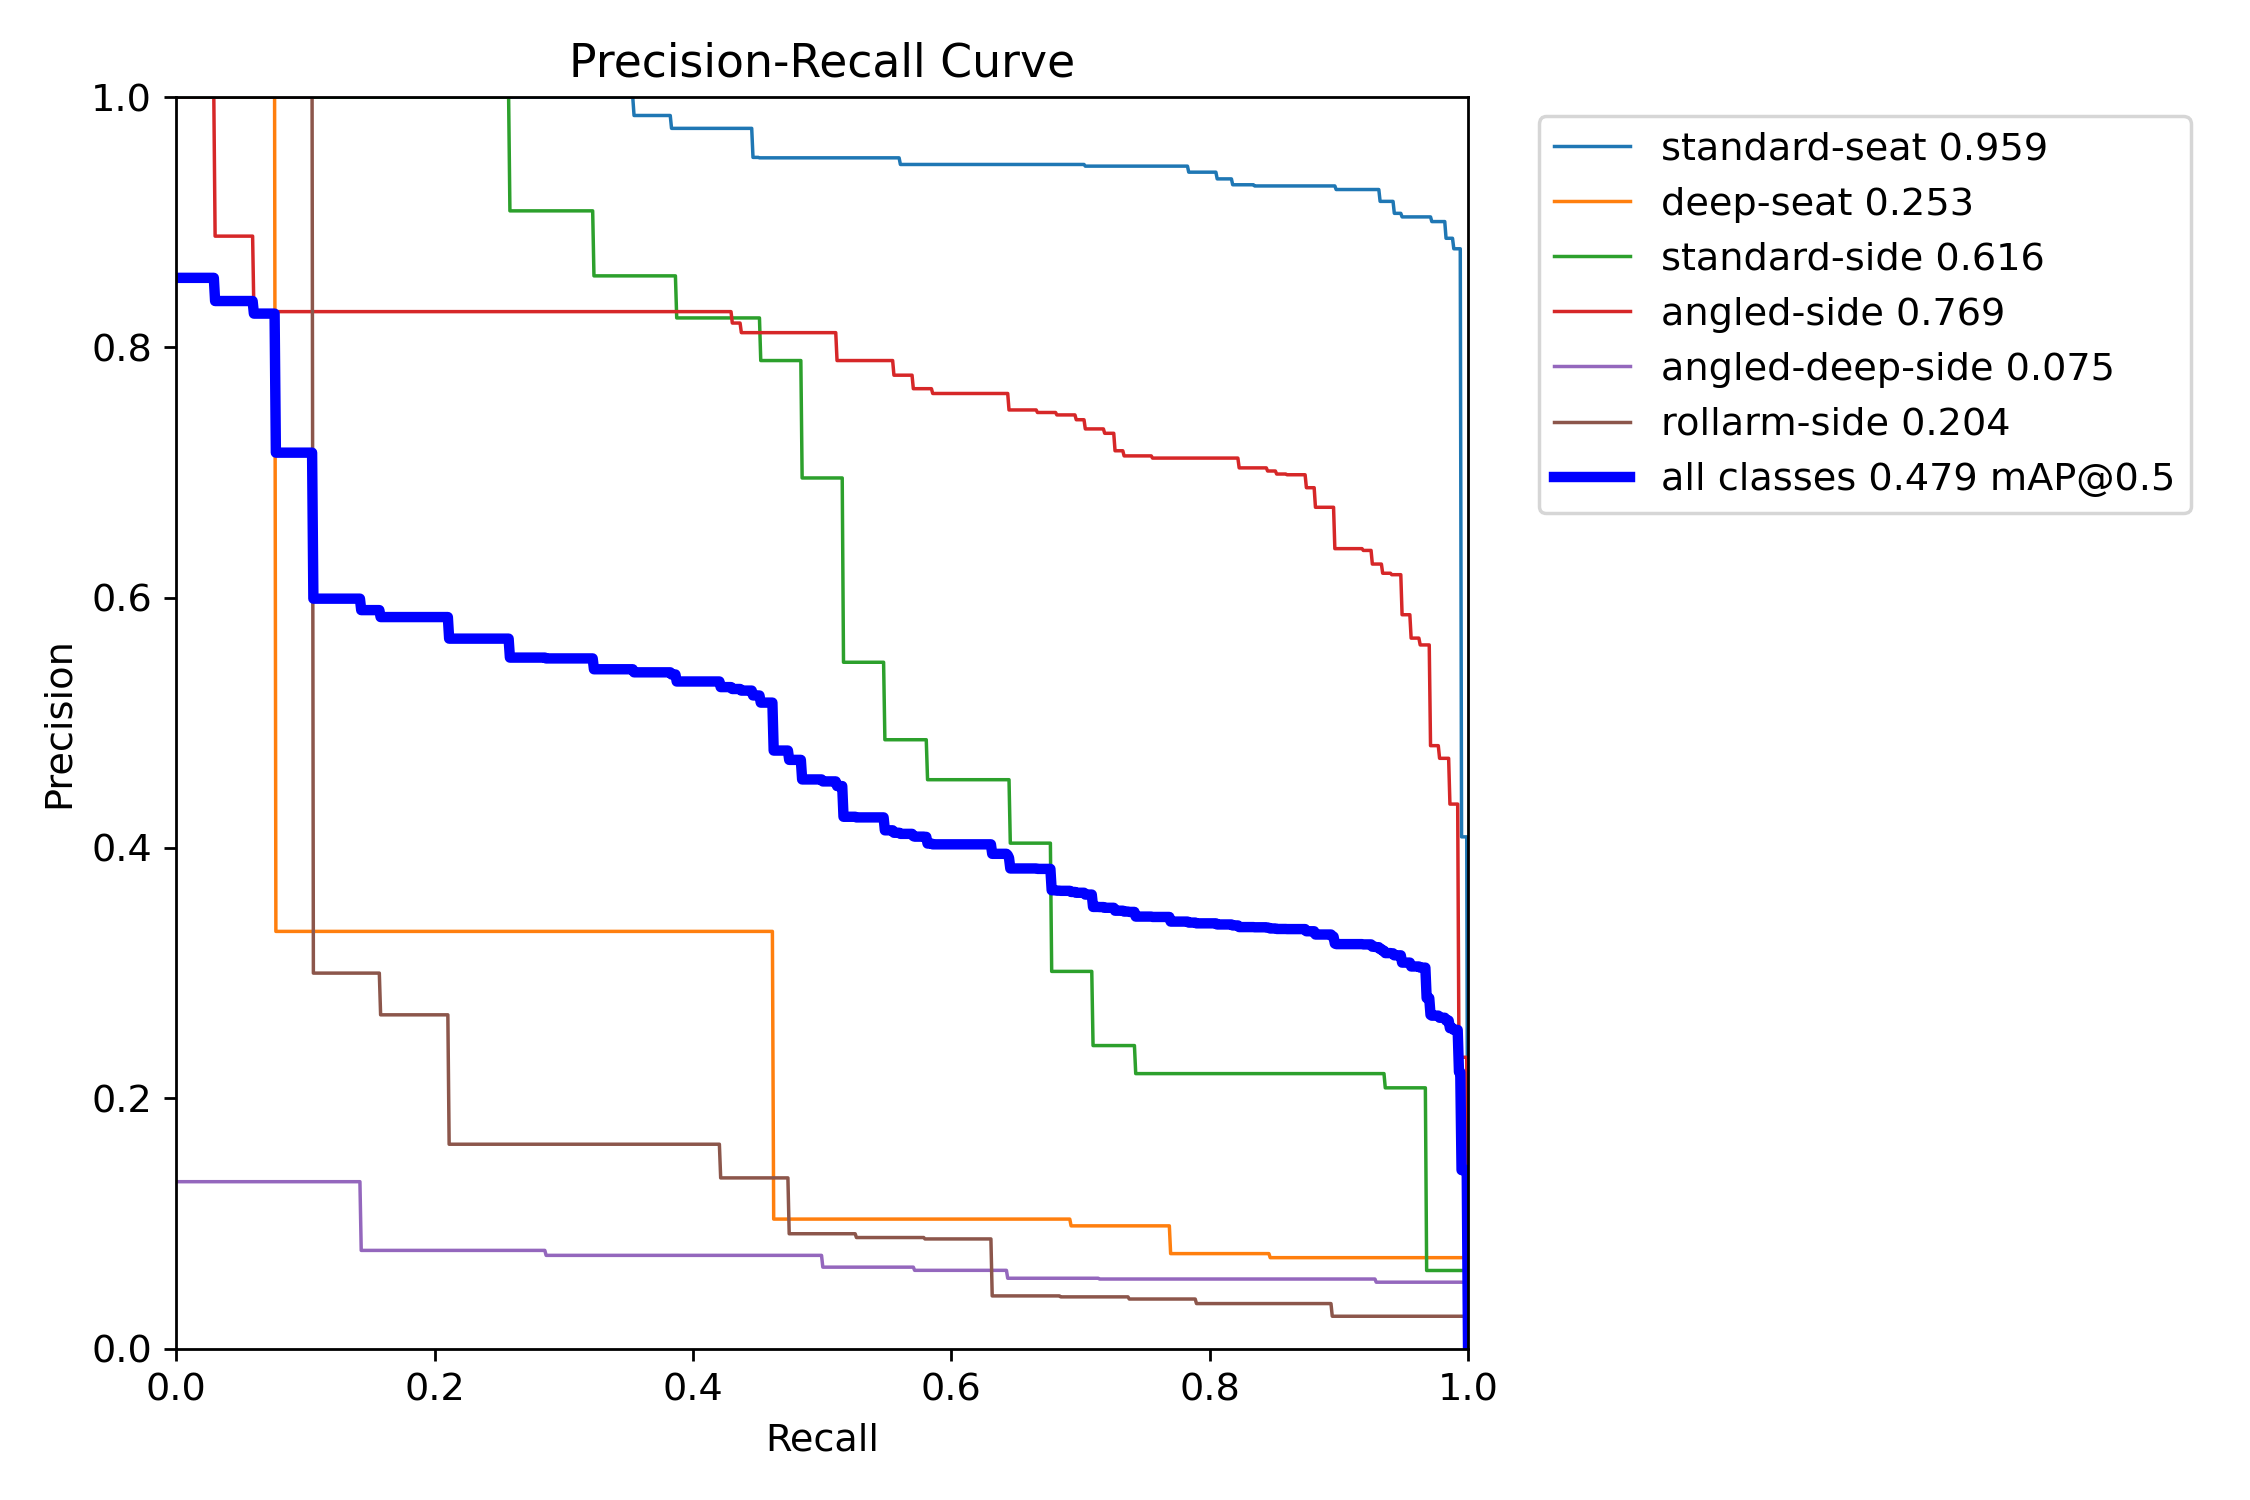 Precision-Recall Curve
1.0
0.8
0.6
0.4
0.2
0.0
Precision
0.0 0.2 0.4 0.6 0.8 1.0
Recall
standard-seat 0.959
deep-seat 0.253
standard-side 0.616
angled-side 0.769
angled-deep-side 0.075
rollarm-side 0.204
all classes 0.479 mAP@0.5